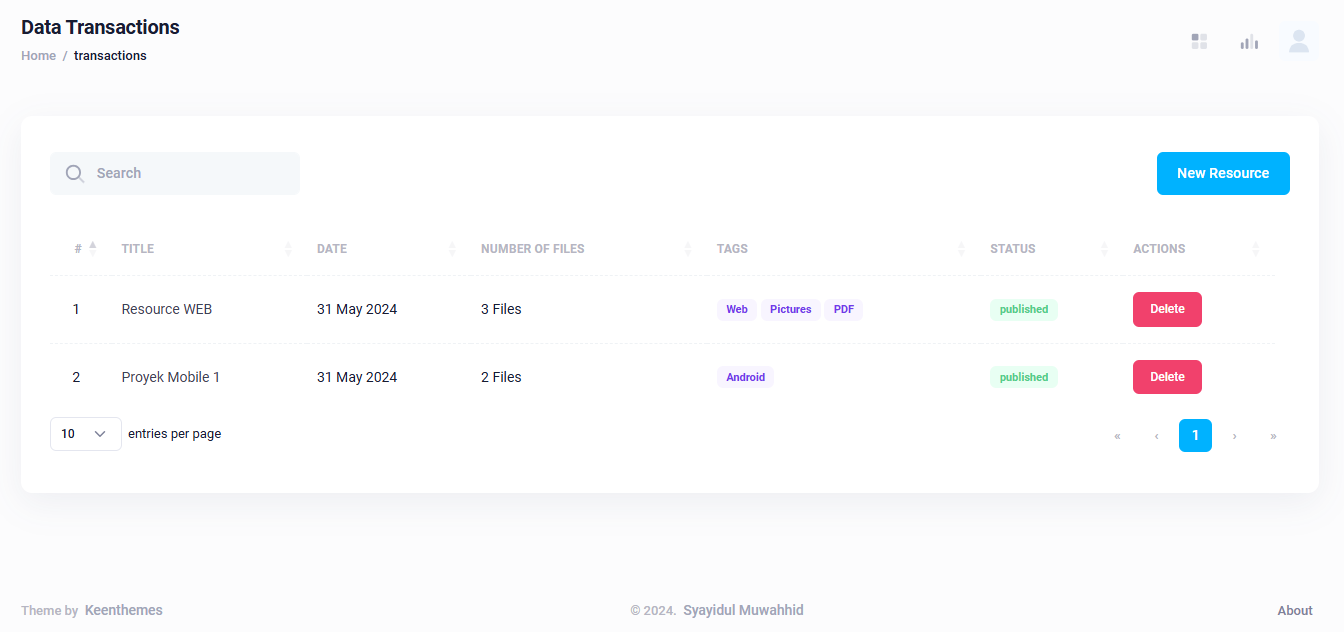 Data Transactions
Home / transactions
Search
New Resource
# TITLE DATE NUMBER OF FILES TAGS STATUS ACTIONS
1 Resource WEB 31 May 2024 3 Files Web Pictures PDF published Delete
2 Proyek Mobile 1 31 May 2024 2 Files Android published Delete
10 entries per page « ‹ 1 › »
Theme by Keenthemes © 2024. Syayidul Muwahhid About